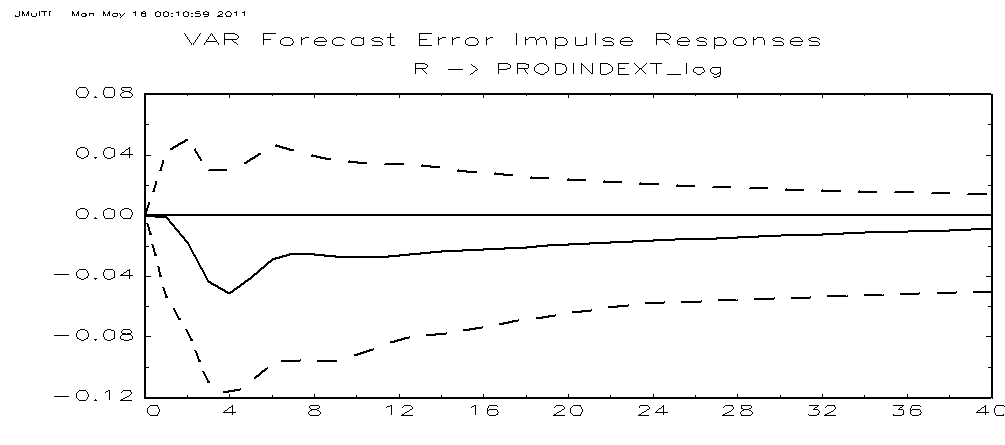 JMulTi Mon May 16 00:10:59 2011
VAR Forecast Error Impulse Responses
R -> PRODINDEXT_log
0.08
0.04
0.00
-0.04
-0.08
-0.12
0 4 8 12 16 20 24 28 32 36 40